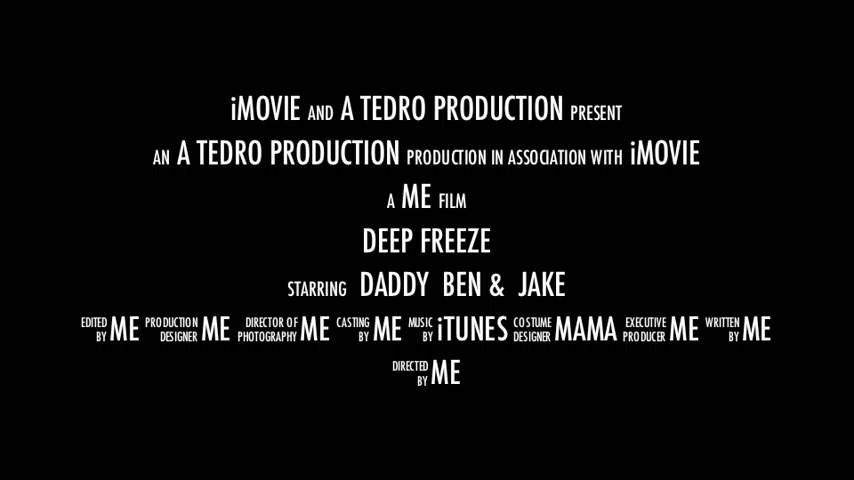 iMOVIE AND A TEDRO PRODUCTION PRESENT
AN A TEDRO PRODUCTION PRODUCTION IN ASSOCIATION WITH iMOVIE
A ME FILM
DEEP FREEZE
STARRING DADDY BEN & JAKE
EDITED BY ME PRODUCTION DESIGNER ME DIRECTOR OF PHOTOGRAPHY ME CASTING BY ME MUSIC BY iTUNES COSTUME DESIGNER MAMA EXECUTIVE PRODUCER ME WRITTEN BY ME
DIRECTED BY ME